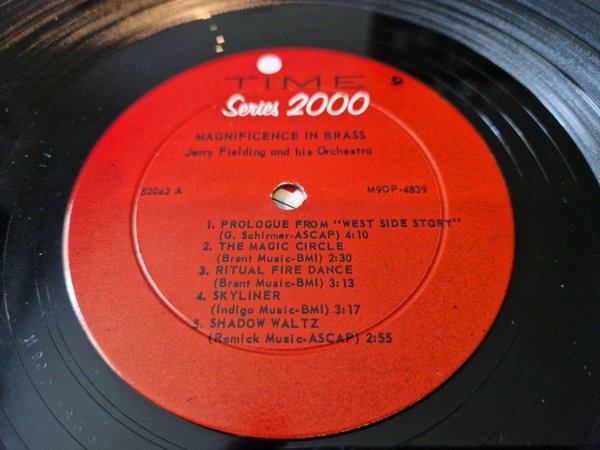 TIME
Series 2000
MAGNIFICENCE IN BRASS
Jerry Fielding and his Orchestra
52042 A
M9OP-4839
1. PROLOGUE FROM "WEST SIDE STORY"
(G. Schirmer-ASCAP) 4:10
2. THE MAGIC CIRCLE
(Brent Music-BMI) 2:30
3. RITUAL FIRE DANCE
(Brent Music-BMI) 3:13
4. SKYLINER
(Indigo Music-BMI) 3:17
5. SHADOW WALTZ
(Remick Music-ASCAP) 2:55